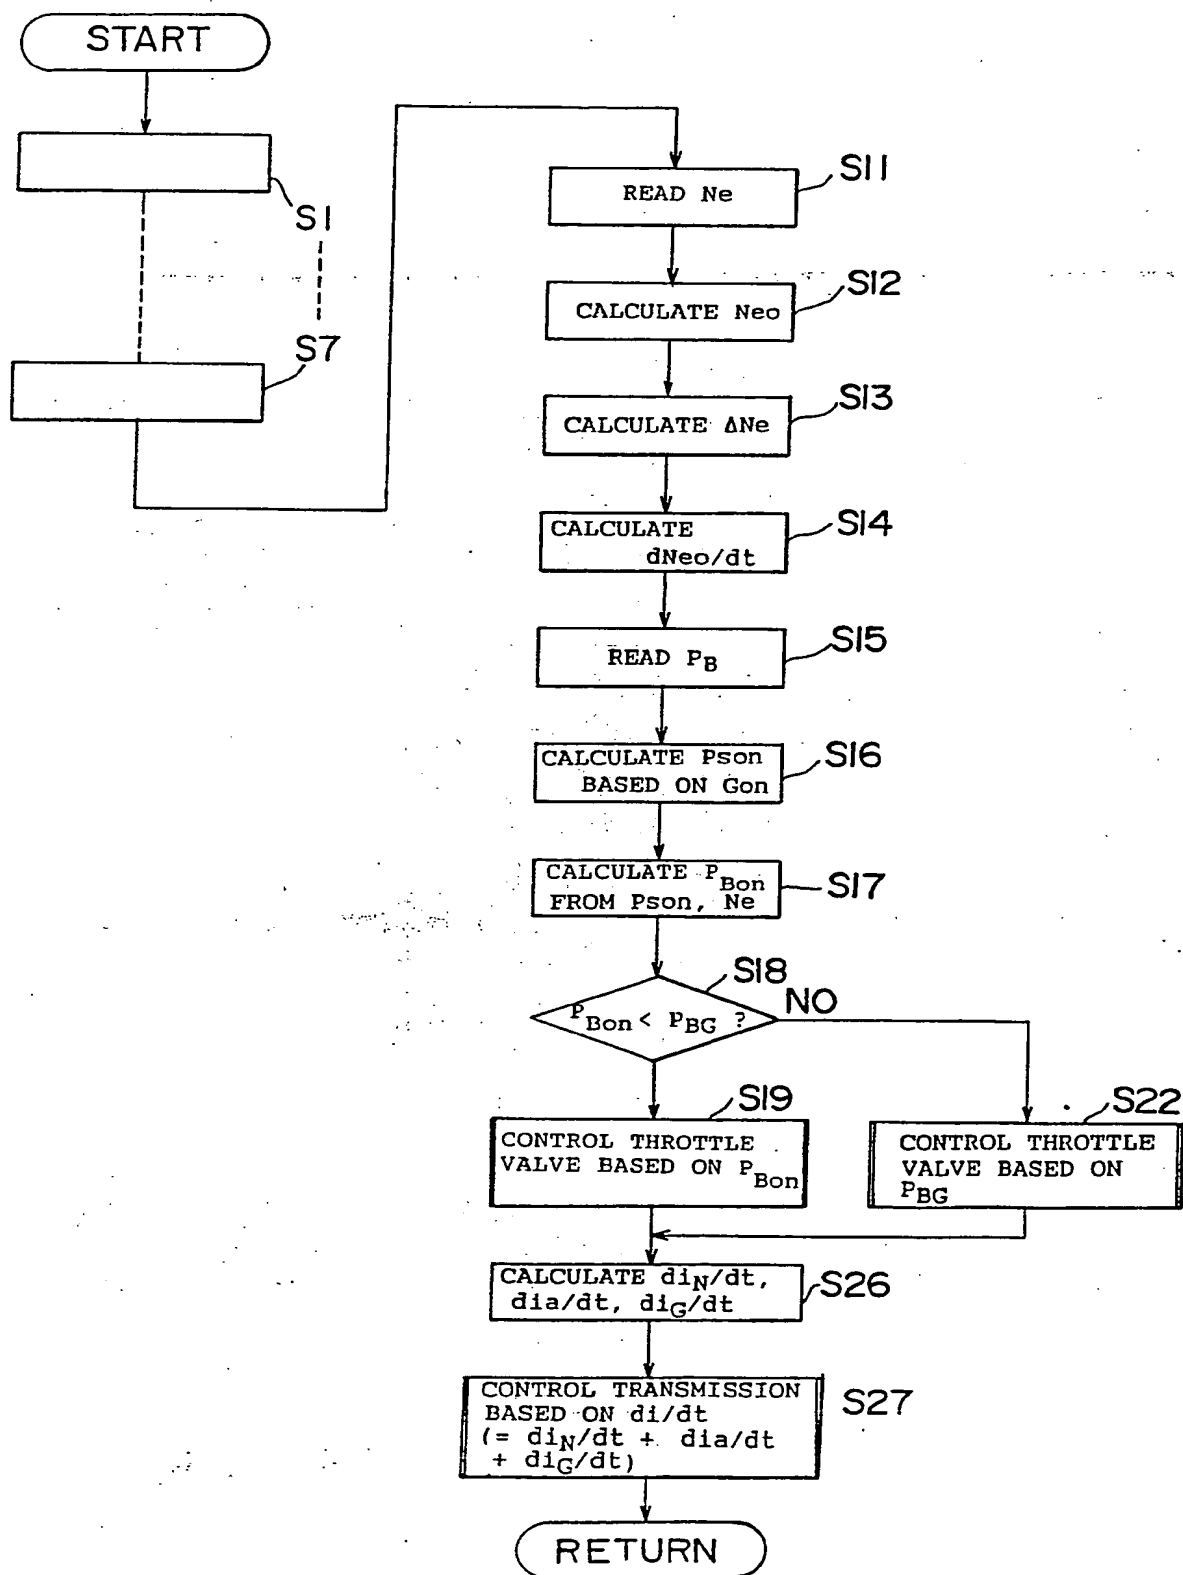 START
S1
S7
READ Ne
S11
CALCULATE Neo
S12
CALCULATE ΔNe
S13
CALCULATE
dNeo/dt
S14
READ PB
S15
CALCULATE Pson
BASED ON Gon
S16
CALCULATE PBon
FROM Pson, Ne
S17
S18
PBon < PBG ?
NO
S19
CONTROL THROTTLE
VALVE BASED ON PBon
S22
CONTROL THROTTLE
VALVE BASED ON
PBG
CALCULATE diN/dt,
dia/dt, diG/dt
S26
CONTROL TRANSMISSION
BASED ON di/dt
(= diN/dt + dia/dt
+ diG/dt)
S27
RETURN